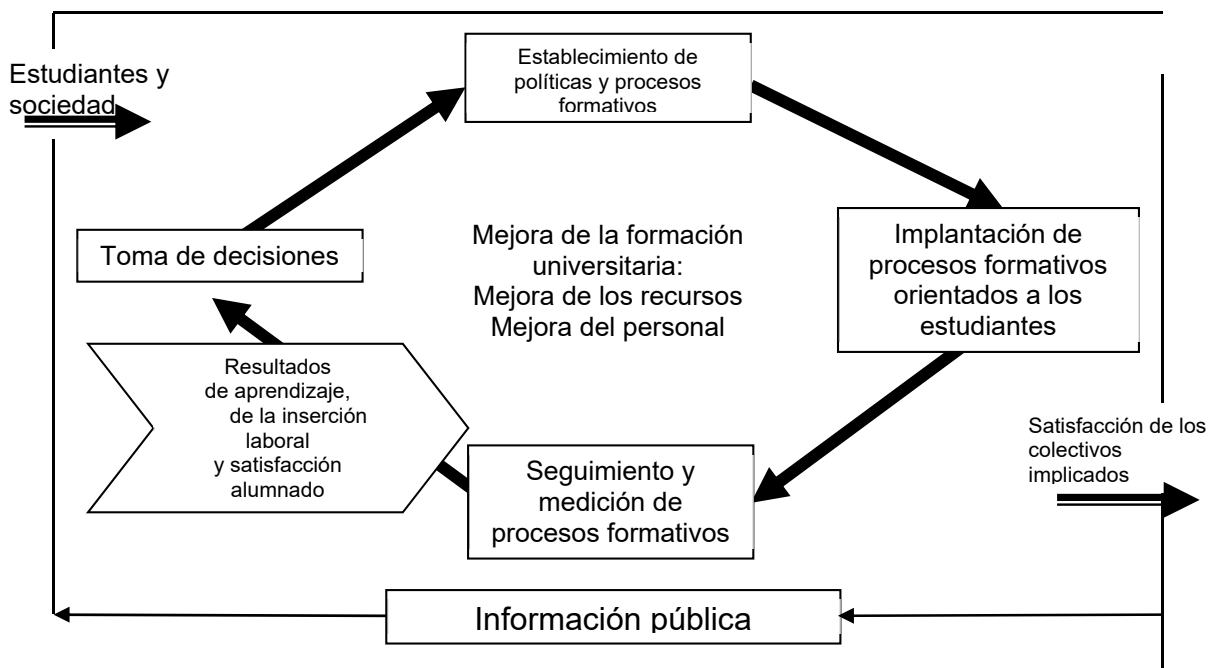 Establecimiento de
políticas y procesos
formativos
Estudiantes y
sociedad
Toma de decisiones
Mejora de la formación
universitaria:
Mejora de los recursos
Mejora del personal
Implantación de
procesos formativos
orientados a los
estudiantes
Resultados
de aprendizaje,
de la inserción
laboral
y satisfacción
alumnado
Seguimiento y
medición de
procesos formativos
Satisfacción de los
colectivos
implicados
Información pública